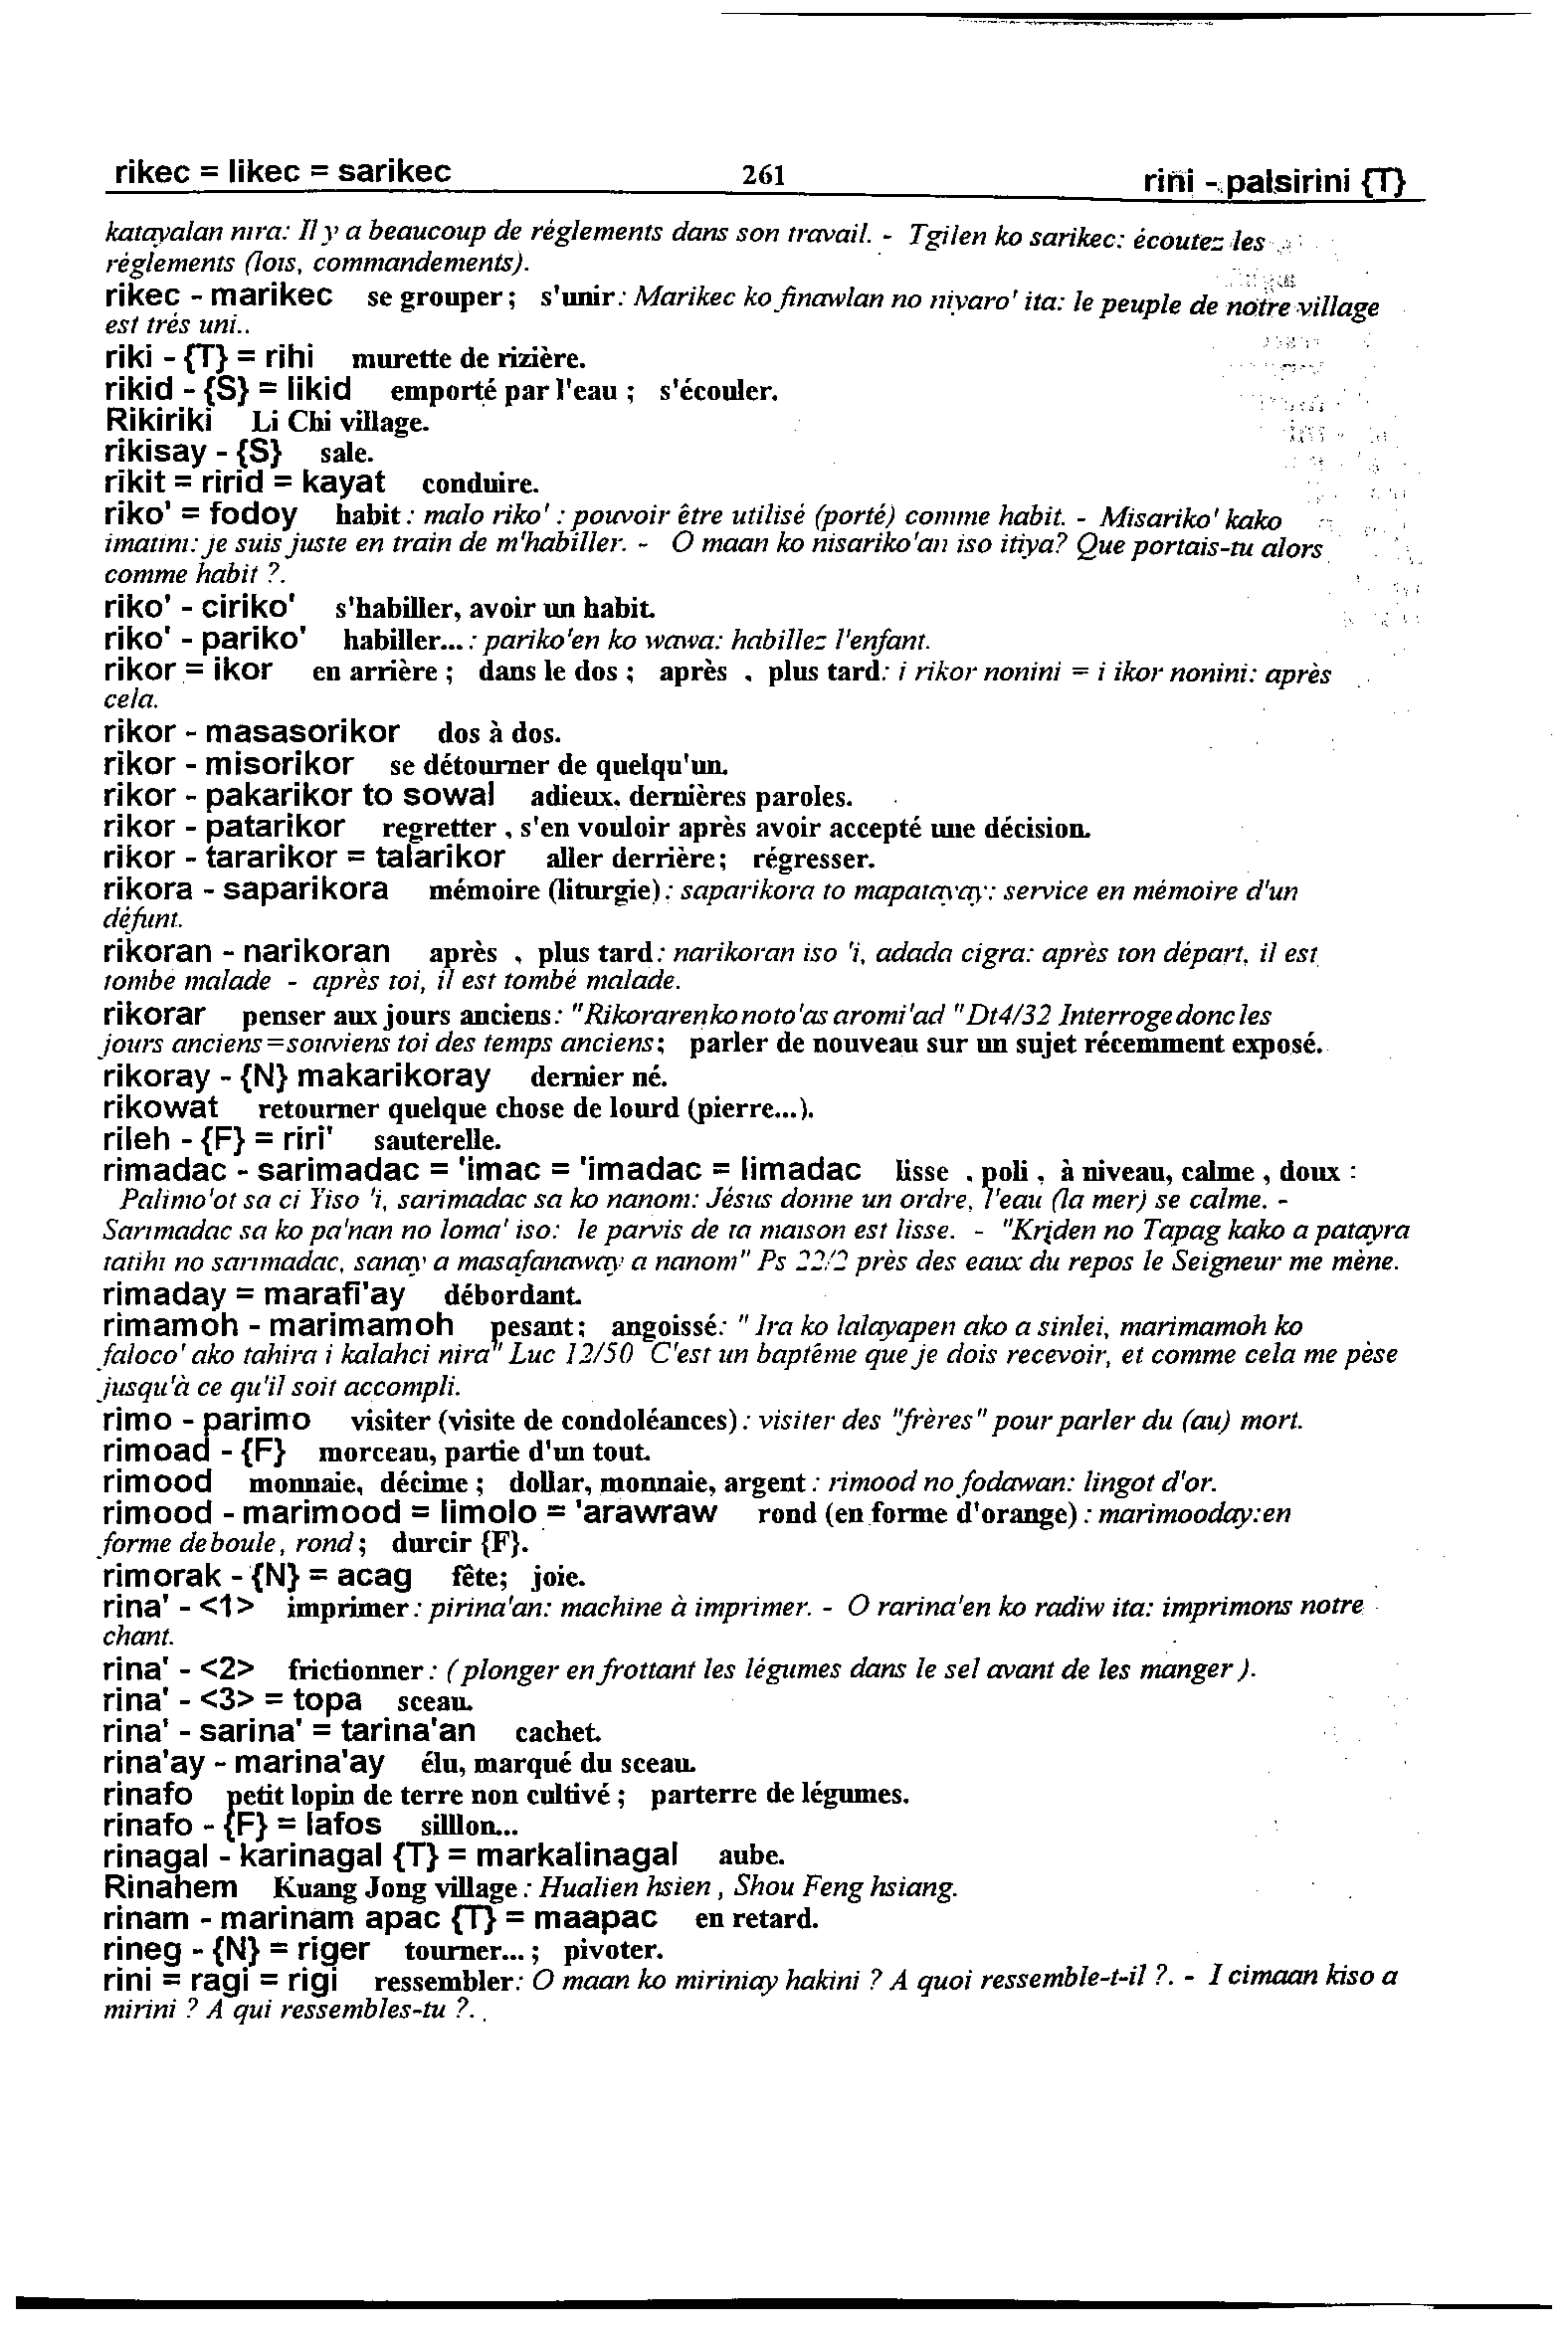 rikec = likec = sarikec 261 rini - palsirini {T}
katayalan nira: Il y a beaucoup de réglements dans son travail. - Tgilen ko sarikec: écoutez les
réglements (lois, commandements).
rikec - marikec se grouper ; s'unir: Marikec ko finawlan no niyaro' ita: le peuple de notre village
est trés uni..
riki - {T} = rihi murette de rizière.
rikid - {S} = likid emporté par l'eau ; s'écouler.
Rikiriki Li Chi village.
rikisay - {S} sale.
rikit = ririd = kayat conduire.
riko' = fodoy habit : malo riko' : pouvoir être utilisé (porté) comme habit. - Misariko' kako
imatini: je suis juste en train de m'habiller. - O maan ko nisariko'an iso itiya? Que portais-tu alors
comme habit ?.
riko' - ciriko' s'habiller, avoir un habit.
riko' - pariko' habiller... : pariko'en ko wawa: habillez l'enfant.
rikor = ikor en arrière ; dans le dos ; après , plus tard: i rikor nonini = i ikor nonini: après
cela.
rikor - masasorikor dos à dos.
rikor - misorikor se détourner de quelqu'un.
rikor - pakarikor to sowal adieux, dernières paroles.
rikor - patarikor regretter , s'en vouloir après avoir accepté une décision.
rikor - tararikor = talarikor aller derrière; régresser.
rikora - saparikora mémoire (liturgie) : saparikora to mapatayay: service en mémoire d'un
défunt.
rikoran - narikoran après , plus tard: narikoran iso 'i, adada cigra: après ton départ, il est
tombé malade - après toi, il est tombé malade.
rikorar penser aux jours anciens: "Rikorarenko no to'as aromi'ad "Dt4/32 Interroge donc les
jours anciens=souviens toi des temps anciens; parler de nouveau sur un sujet récemment exposé.
rikoray - {N} makarikoray dernier né.
rikowat retourner quelque chose de lourd (pierre...).
rileh - {F} = riri' sauterelle.
rimadac - sarimadac = 'imac = 'imadac = limadac lisse , poli , à niveau, calme , doux :
Palimo'ot sa ci Yiso 'i, sarimadac sa ko nanom: Jésus donne un ordre, l'eau (la mer) se calme. -
Sarimadac sa ko pa'nan no loma' iso: le parvis de ta maison est lisse. - "Kriden no Tapag kako a patayra
tatihi no sarimadac, sanay a masafanaway a nanom" Ps 22/2 près des eaux du repos le Seigneur me mène.
rimaday = marafi'ay débordant.
rimamoh - marimamoh pesant; angoissé: " Ira ko lalayapen ako a sinlei, marimamoh ko
faloco' ako tahira i kalahci nira" Luc 12/50 C'est un baptéme que je dois recevoir, et comme cela me pèse
jusqu'à ce qu'il soit accompli.
rimo - parimo visiter (visite de condoléances) : visiter des "frères" pour parler du (au) mort.
rimoad - {F} morceau, partie d'un tout.
rimood monnaie, décime ; dollar, monnaie, argent : rimood no fodawan: lingot d'or.
rimood - marimood = limolo = 'arawraw rond (en forme d'orange) : marimooday:en
forme de boule, rond ; durcir {F}.
rimorak - {N} = acag fête; joie.
rina' - <1> imprimer : pirina'an: machine à imprimer. - O rarina'en ko radiw ita: imprimons notre
chant.
rina' - <2> frictionner : ( plonger en frottant les légumes dans le sel avant de les manger ).
rina' - <3> = topa sceau.
rina' - sarina' = tarina'an cachet.
rina'ay - marina'ay élu, marqué du sceau.
rinafo petit lopin de terre non cultivé ; parterre de légumes.
rinafo - {F} = lafos silllon...
rinagal - karinagal {T} = markalinagal aube.
Rinahem Kuang Jong village : Hualien hsien , Shou Feng hsiang.
rinam - marinam apac {T} = maapac en retard.
rineg - {N} = riger tourner... ; pivoter.
rini = ragi = rigi ressembler: O maan ko miriniay hakini ? A quoi ressemble-t-il ?. - I cimaan kiso a
mirini ? A qui ressembles-tu ?.